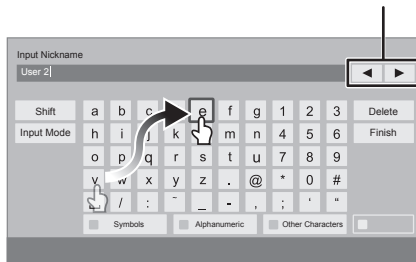 Input Nickname
User 2
◄ ►
Shift a b c e f g 1 2 3 Delete
Input Mode h i j k m n 4 5 6 Finish
o p q r s t u 7 8 9
v w x y z . @ * 0 #
/ : ~ _ - , ; ‘ “
Symbols Alphanumeric Other Characters